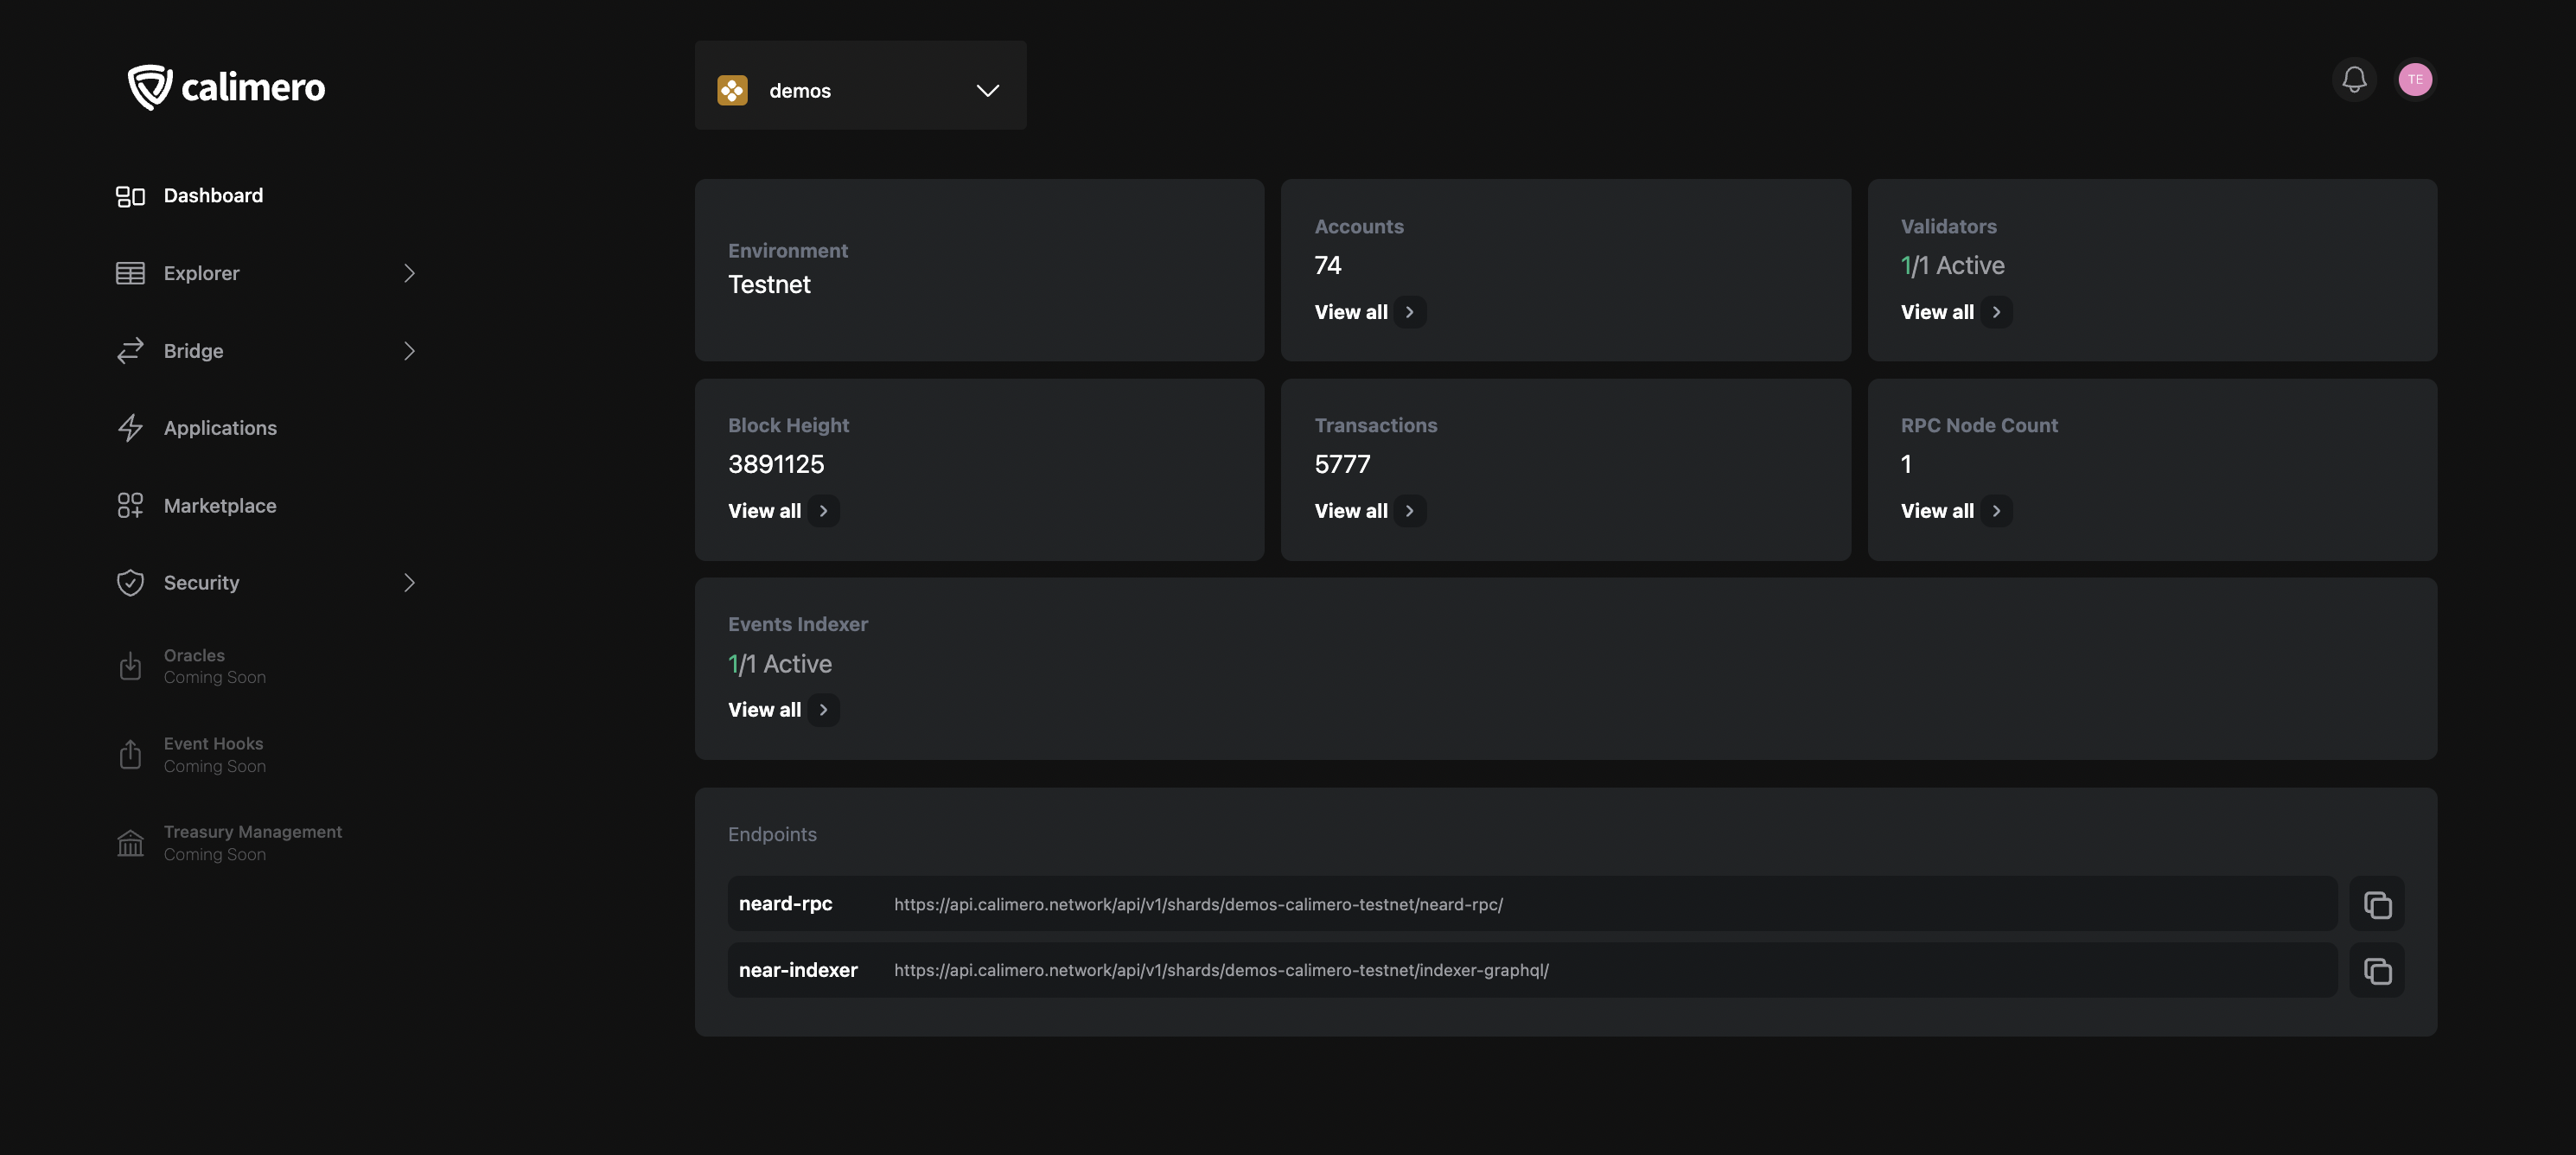 calimero
demos
TE
Dashboard
Explorer
Bridge
Applications
Marketplace
Security
Oracles
Coming Soon
Event Hooks
Coming Soon
Treasury Management
Coming Soon
Environment
Testnet
Accounts
74
View all
Validators
1/1 Active
View all
Block Height
3891125
View all
Transactions
5777
View all
RPC Node Count
1
View all
Events Indexer
1/1 Active
View all
Endpoints
neard-rpc https://api.calimero.network/api/v1/shards/demos-calimero-testnet/neard-rpc/
near-indexer https://api.calimero.network/api/v1/shards/demos-calimero-testnet/indexer-graphql/